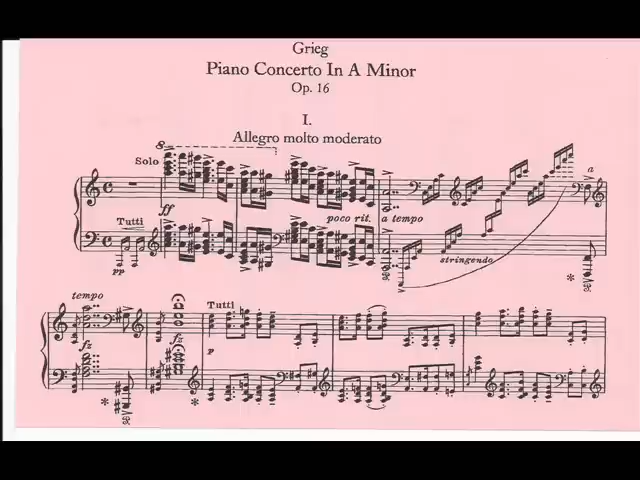 Grieg
Piano Concerto In A Minor
Op. 16
I.
Allegro molto moderato
8
Solo
ff
poco rit. a tempo
Tutti
pp
stringendo
a
*
tempo
Tutti
fz
fz
p
*